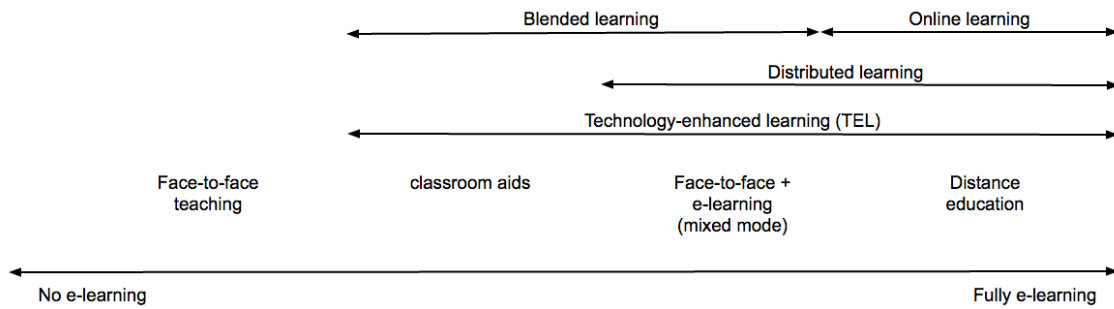 Blended learning
Online learning
Distributed learning
Technology-enhanced learning (TEL)
Face-to-face
teaching
classroom aids
Face-to-face +
e-learning
(mixed mode)
Distance
education
No e-learning
Fully e-learning